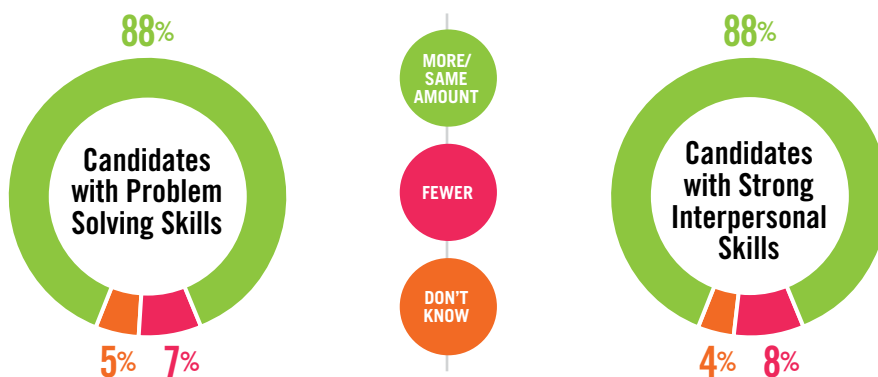 88%
Candidates
with Problem
Solving Skills
5%
7%
MORE/
SAME
AMOUNT
FEWER
DON'T
KNOW
88%
Candidates
with Strong
Interpersonal
Skills
4%
8%